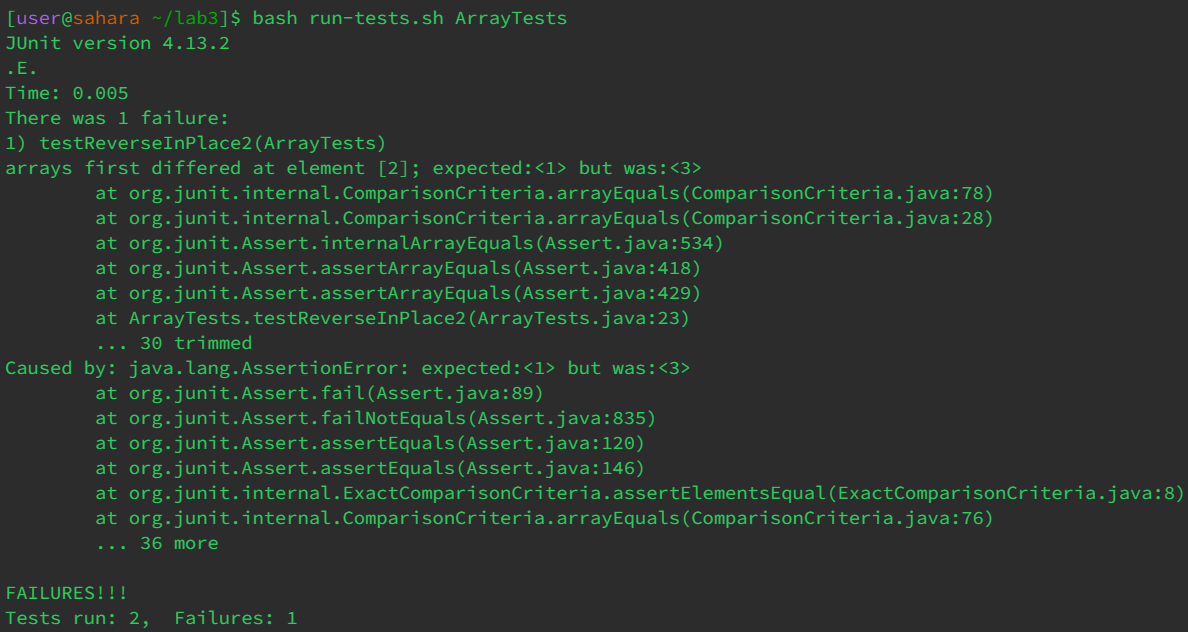 [user@sahara ~/lab3]$ bash run-tests.sh ArrayTests
JUnit version 4.13.2
.E.
Time: 0.005
There was 1 failure:
1) testReverseInPlace2(ArrayTests)
arrays first differed at element [2]; expected:<1> but was:<3>
        at org.junit.internal.ComparisonCriteria.arrayEquals(ComparisonCriteria.java:78)
        at org.junit.internal.ComparisonCriteria.arrayEquals(ComparisonCriteria.java:28)
        at org.junit.Assert.internalArrayEquals(Assert.java:534)
        at org.junit.Assert.assertArrayEquals(Assert.java:418)
        at org.junit.Assert.assertArrayEquals(Assert.java:429)
        at ArrayTests.testReverseInPlace2(ArrayTests.java:23)
        ... 30 trimmed
Caused by: java.lang.AssertionError: expected:<1> but was:<3>
        at org.junit.Assert.fail(Assert.java:89)
        at org.junit.Assert.failNotEquals(Assert.java:835)
        at org.junit.Assert.assertEquals(Assert.java:120)
        at org.junit.Assert.assertEquals(Assert.java:146)
        at org.junit.internal.ExactComparisonCriteria.assertElementsEqual(ExactComparisonCriteria.java:8)
        at org.junit.internal.ComparisonCriteria.arrayEquals(ComparisonCriteria.java:76)
        ... 36 more

FAILURES!!!
Tests run: 2,  Failures: 1